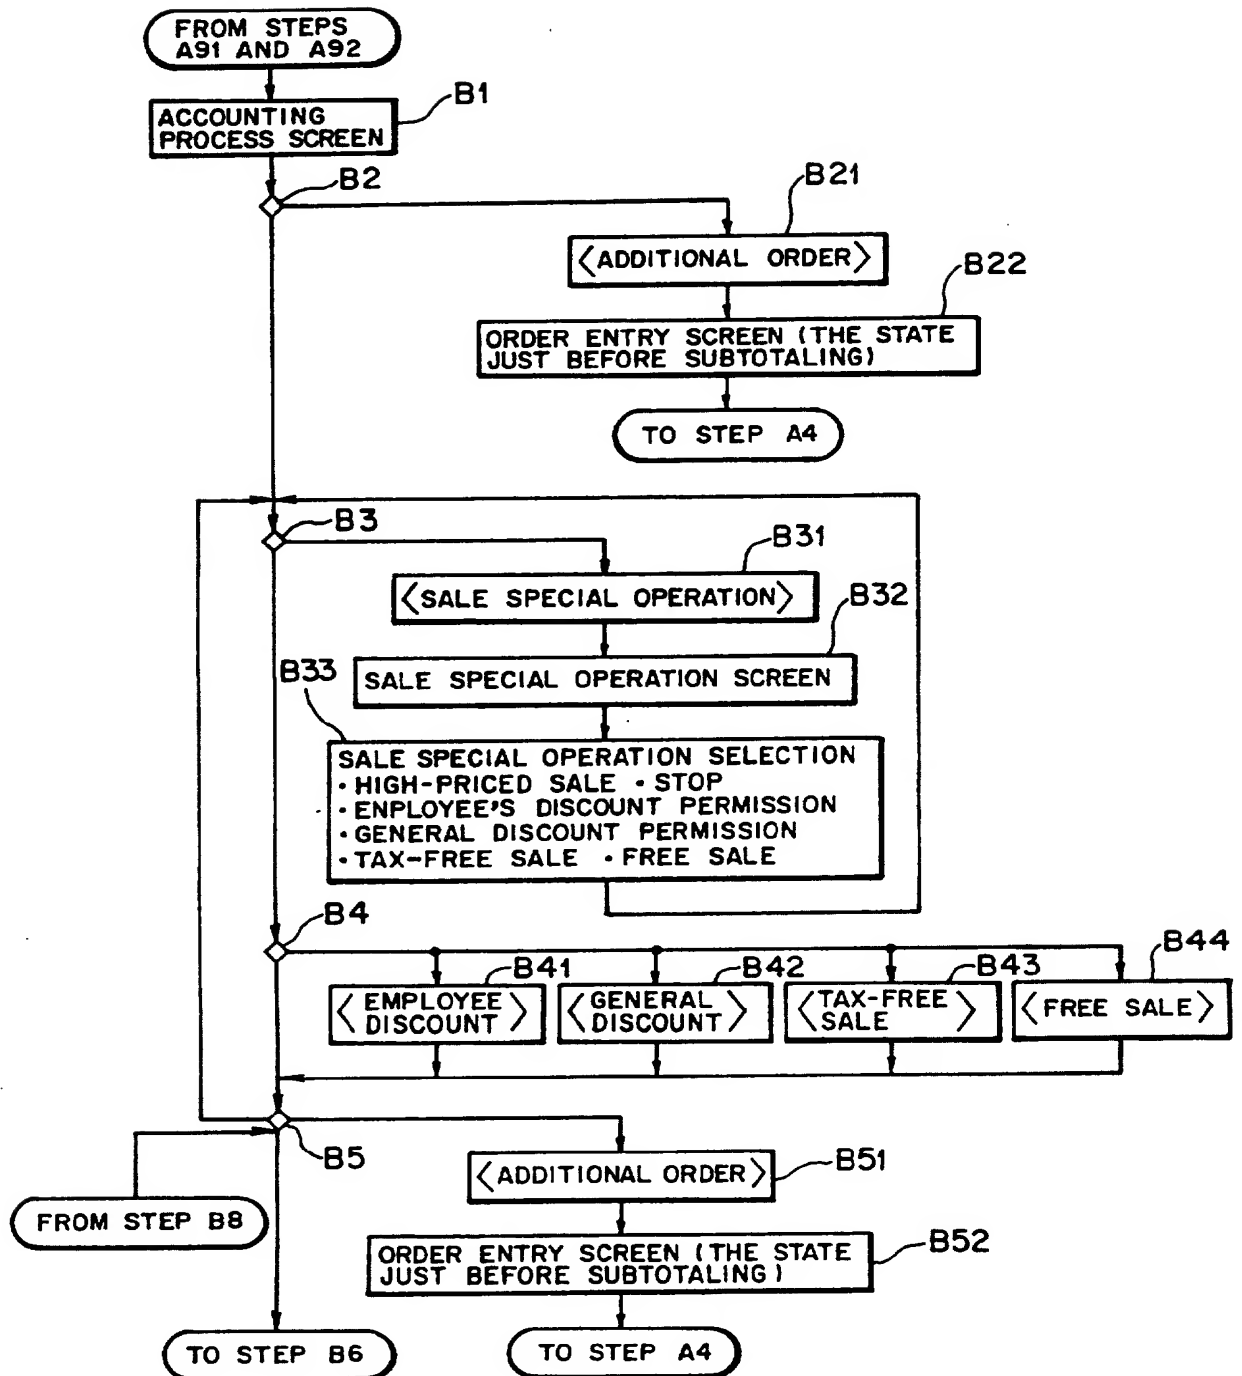 FROM STEPS
A91 AND A92
B1
ACCOUNTING
PROCESS SCREEN
B2
B21
<ADDITIONAL ORDER>
B22
ORDER ENTRY SCREEN (THE STATE
JUST BEFORE SUBTOTALING)
TO STEP A4
B3
B31
<SALE SPECIAL OPERATION>
B32
SALE SPECIAL OPERATION SCREEN
B33
SALE SPECIAL OPERATION SELECTION
• HIGH-PRICED SALE • STOP
• ENPLOYEE'S DISCOUNT PERMISSION
• GENERAL DISCOUNT PERMISSION
• TAX-FREE SALE • FREE SALE
B4
B41
B42
B43
B44
<EMPLOYEE
DISCOUNT>
<GENERAL
DISCOUNT>
<TAX-FREE
SALE>
<FREE SALE>
B5
B51
<ADDITIONAL ORDER>
FROM STEP B8
B52
ORDER ENTRY SCREEN (THE STATE
JUST BEFORE SUBTOTALING)
TO STEP B6
TO STEP A4